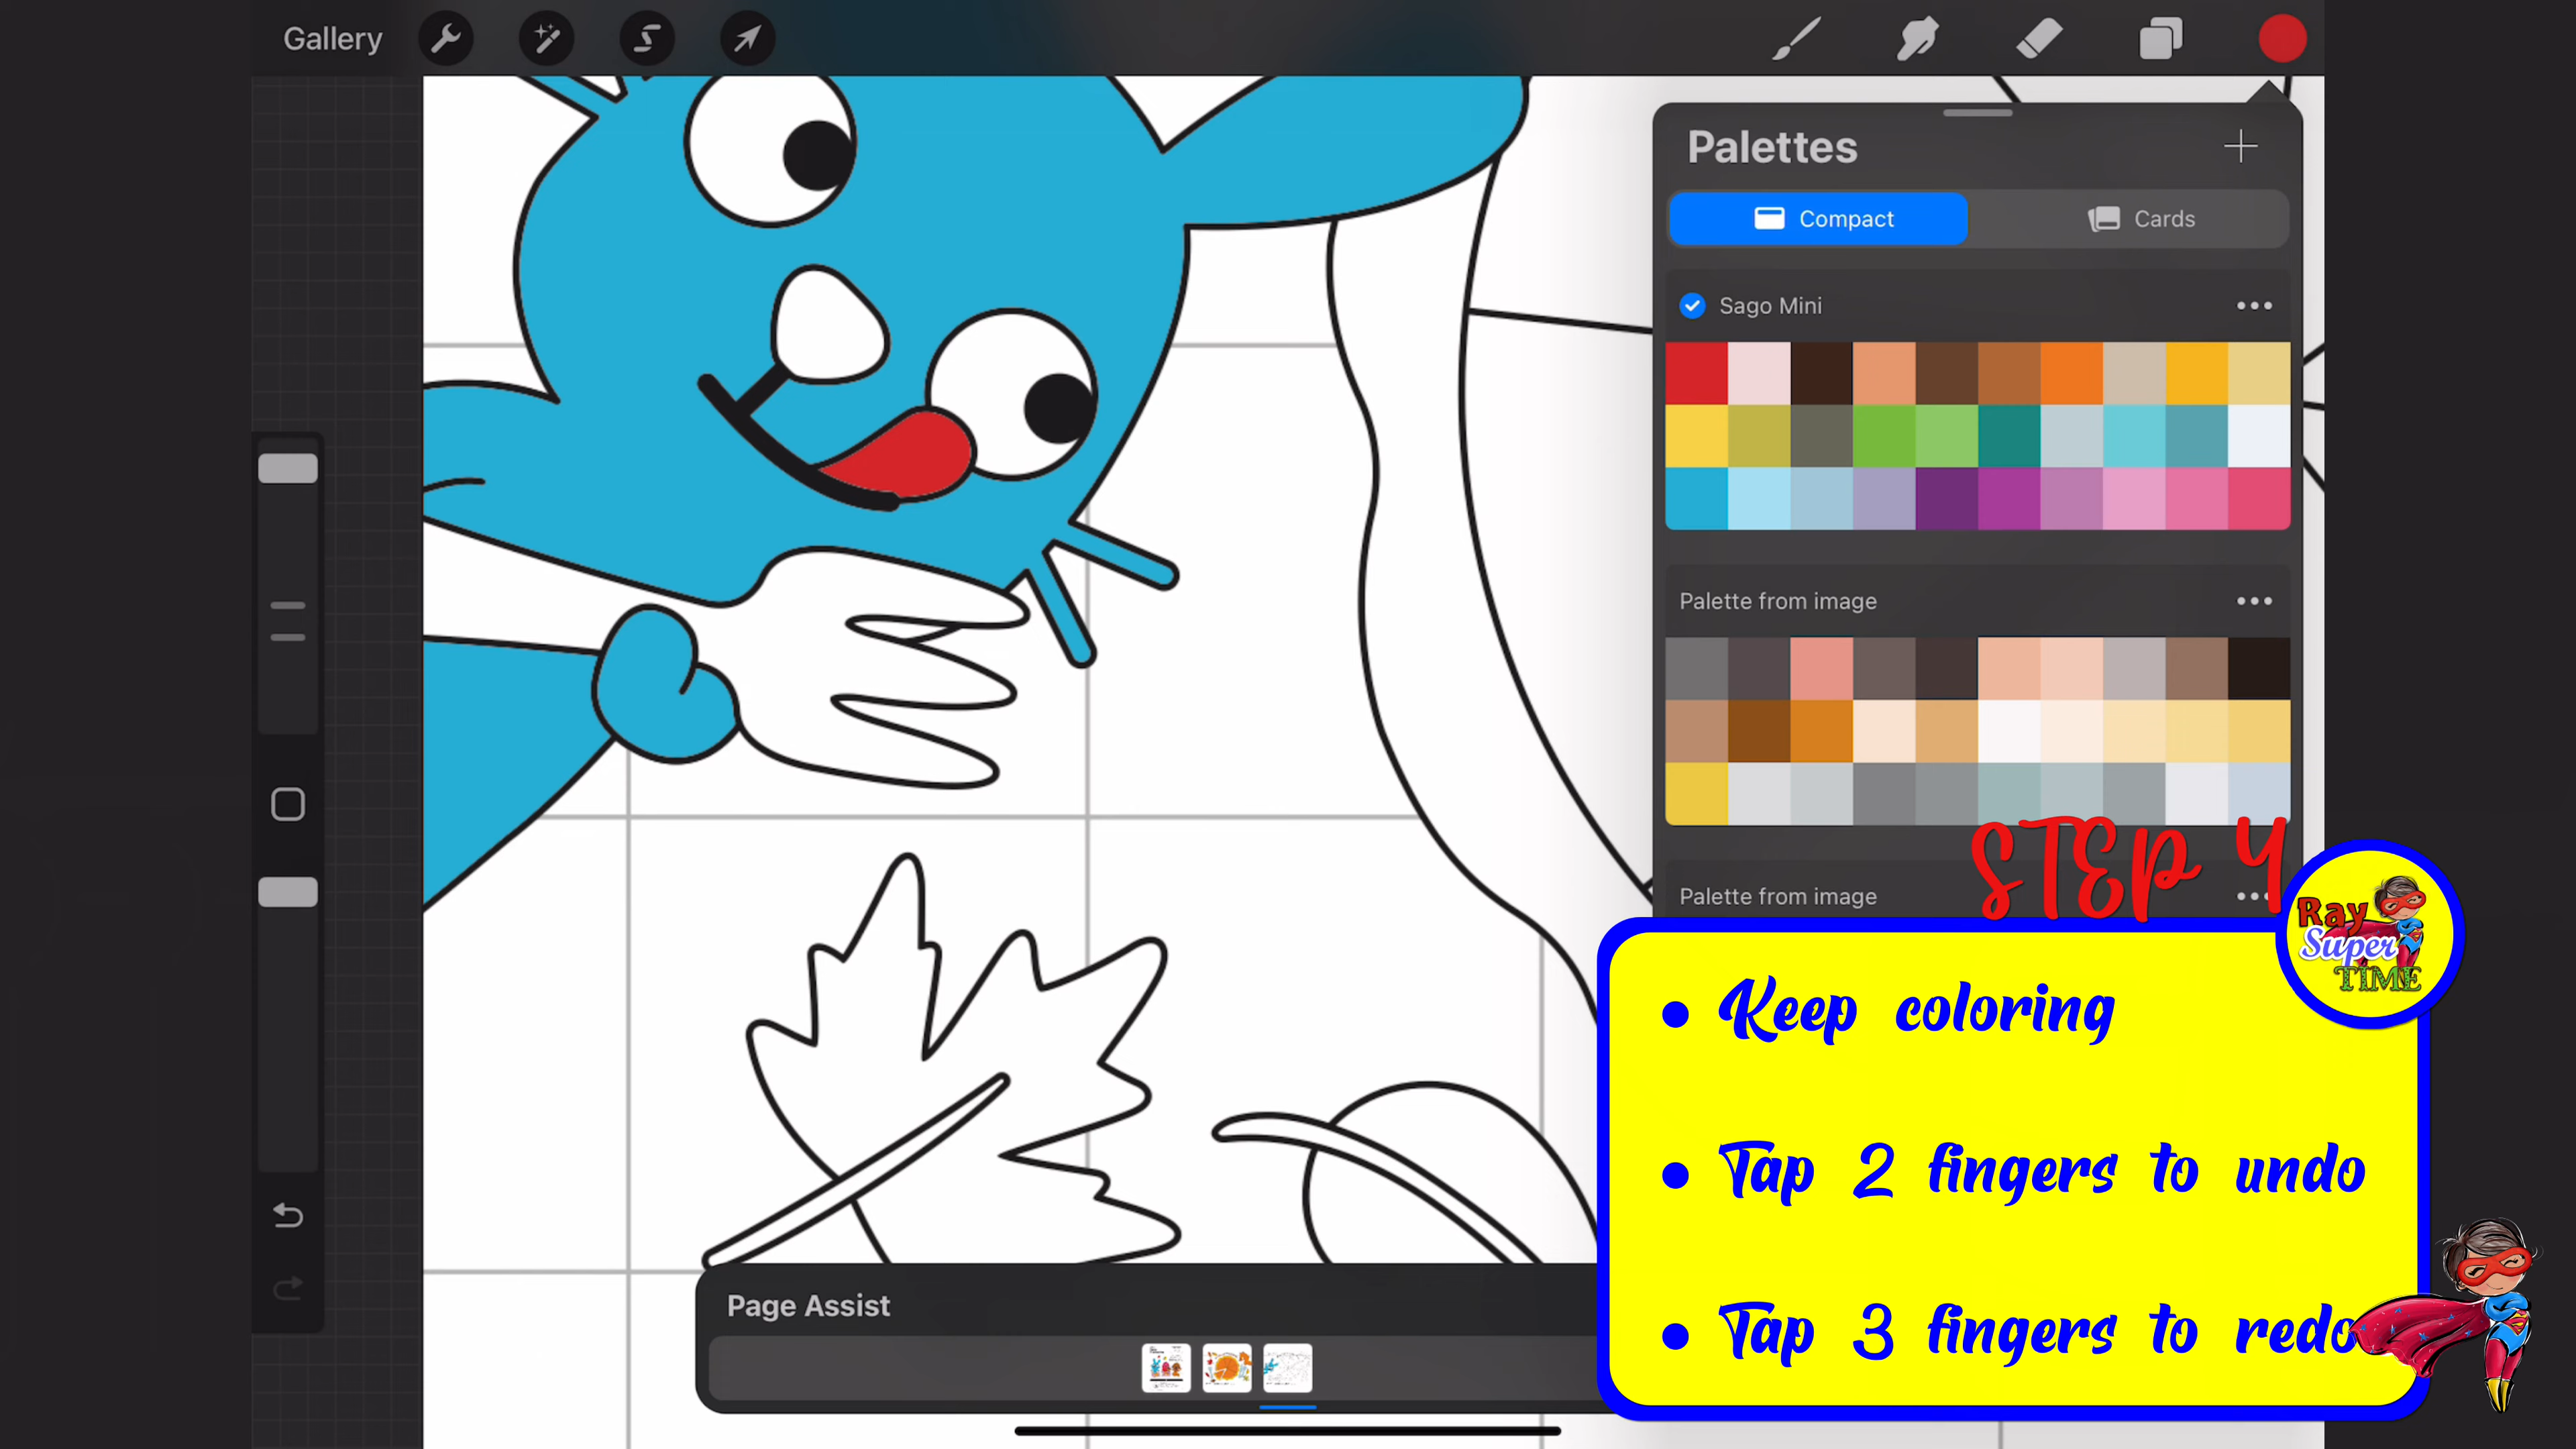 Gallery
Palettes
Compact
Cards
Sago Mini
Palette from image
Palette from image
STEP 4
Ray
Super
TIME
• Keep coloring
• Tap 2 fingers to undo
• Tap 3 fingers to redo
Page Assist